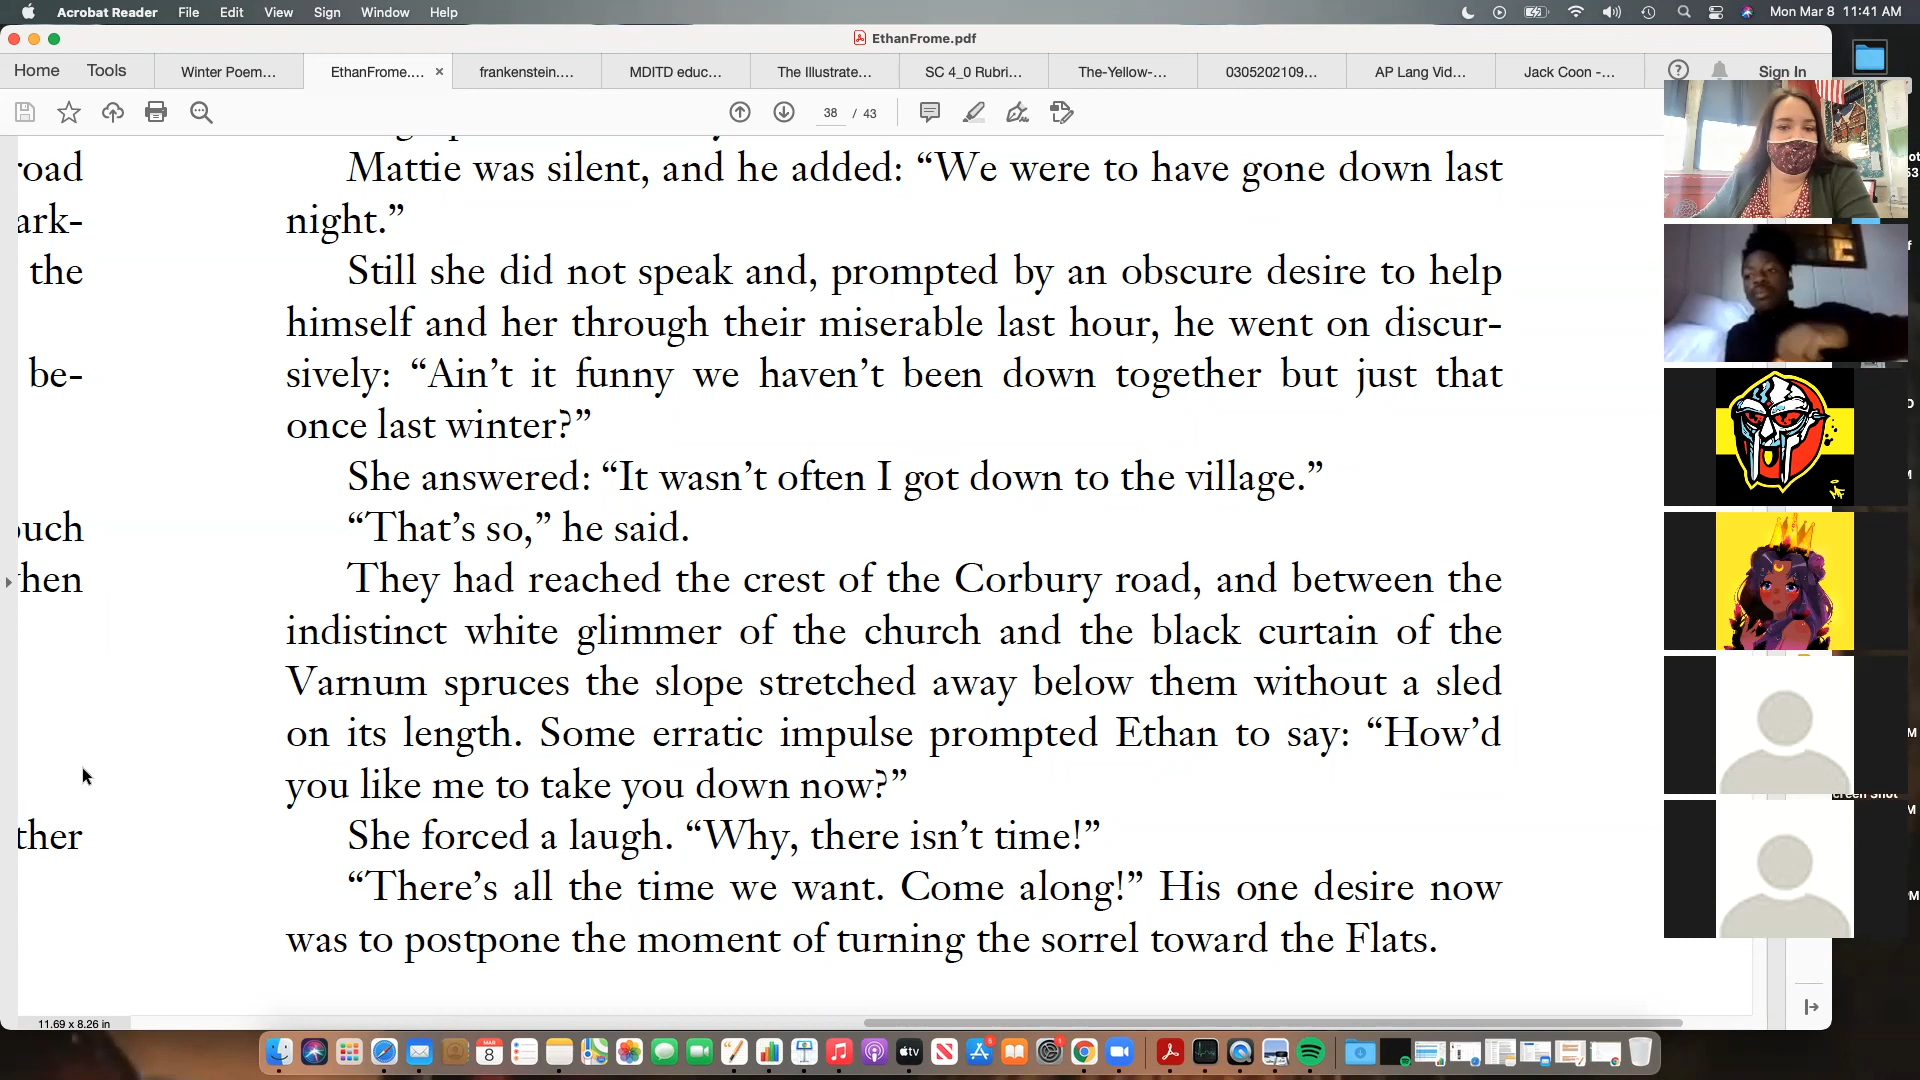 Acrobat Reader File Edit View Sign Window Help Mon Mar 8 11:41 AM
EthanFrome.pdf
Home Tools Winter Poem... EthanFrome.... × frankenstein.... MDITD educ... The Illustrate... SC 4_0 Rubri... The-Yellow-... 0305202109... AP Lang Vid... Jack Coon -... Sign In
38 / 43
road
ark-
the
be-
ouch
hen
ther
Mattie was silent, and he added: “We were to have gone down last
night.”
Still she did not speak and, prompted by an obscure desire to help
himself and her through their miserable last hour, he went on discur-
sively: “Ain’t it funny we haven’t been down together but just that
once last winter?”
She answered: “It wasn’t often I got down to the village.”
“That’s so,” he said.
They had reached the crest of the Corbury road, and between the
indistinct white glimmer of the church and the black curtain of the
Varnum spruces the slope stretched away below them without a sled
on its length. Some erratic impulse prompted Ethan to say: “How’d
you like me to take you down now?”
She forced a laugh. “Why, there isn’t time!”
“There’s all the time we want. Come along!” His one desire now
was to postpone the moment of turning the sorrel toward the Flats.
11.69 x 8.26 in
MAR
8
tv